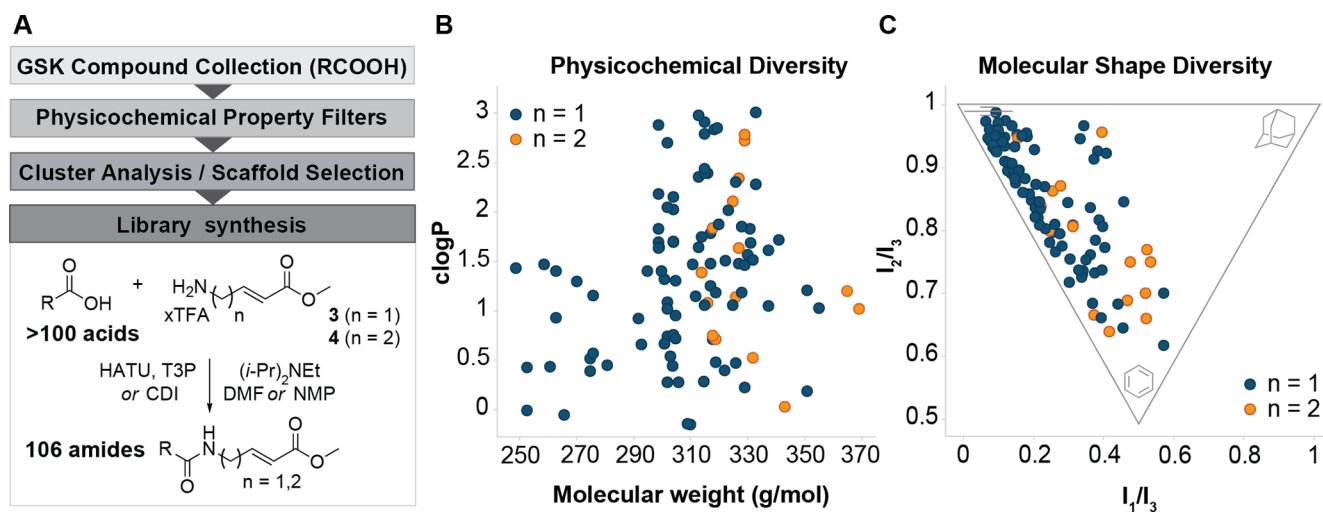 A
GSK Compound Collection (RCOOH)
Physicochemical Property Filters
Cluster Analysis / Scaffold Selection
Library synthesis
O
R
OH
>100 acids
+
H2N
xTFA
( )
n
O
O
3 (n = 1)
4 (n = 2)
HATU, T3P
or CDI
(i-Pr)2NEt
DMF or NMP
106 amides
R
O
H
N
( )
O
O
n = 1,2
B
Physicochemical Diversity
n = 1
n = 2
clogP
3
2.5
2
1.5
1
0.5
0
250
270
290
310
330
350
370
Molecular weight (g/mol)
C
Molecular Shape Diversity
I2/I3
1
0.9
0.8
0.7
0.6
0.5
n = 1
n = 2
0
0.2
0.4
0.6
0.8
1
I1/I3